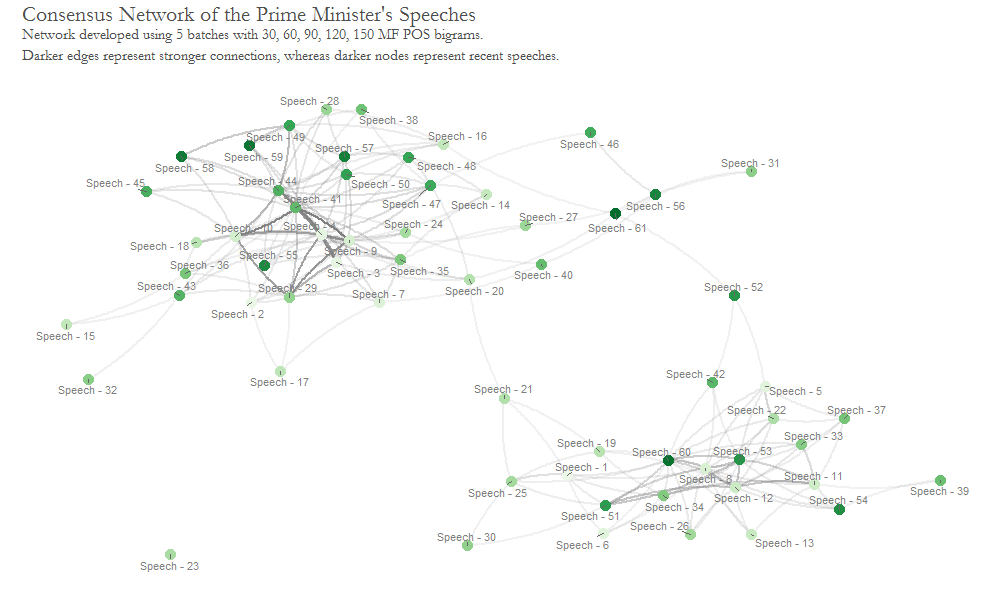 Consensus Network of the Prime Minister's Speeches
Network developed using 5 batches with 30, 60, 90, 120, 150 MF POS bigrams.
Darker edges represent stronger connections, whereas darker nodes represent recent speeches.
Speech - 28
Speech - 38
Speech - 49
Speech - 16
Speech - 46
Speech - 57
Speech - 59
Speech - 58
Speech - 48
Speech - 31
Speech - 45
Speech - 44
Speech - 50
Speech - 41
Speech - 47
Speech - 14
Speech - 56
Speech - 27
Speech - 61
Speech - 24
Speech - 10
Speech -
Speech - 18
Speech - 9
Speech - 55
Speech - 36
Speech - 3
Speech - 35
Speech - 40
Speech - 43
Speech - 29
Speech - 7
Speech - 20
Speech - 52
Speech - 2
Speech - 15
Speech - 42
Speech - 17
Speech - 32
Speech - 21
Speech - 5
Speech - 22
Speech - 37
Speech - 33
Speech - 19
Speech - 60
Speech - 53
Speech - 1
Speech - 8
Speech - 11
Speech - 25
Speech - 39
Speech - 12
Speech - 54
Speech - 34
Speech - 51
Speech - 26
Speech - 30
Speech - 6
Speech - 13
Speech - 23